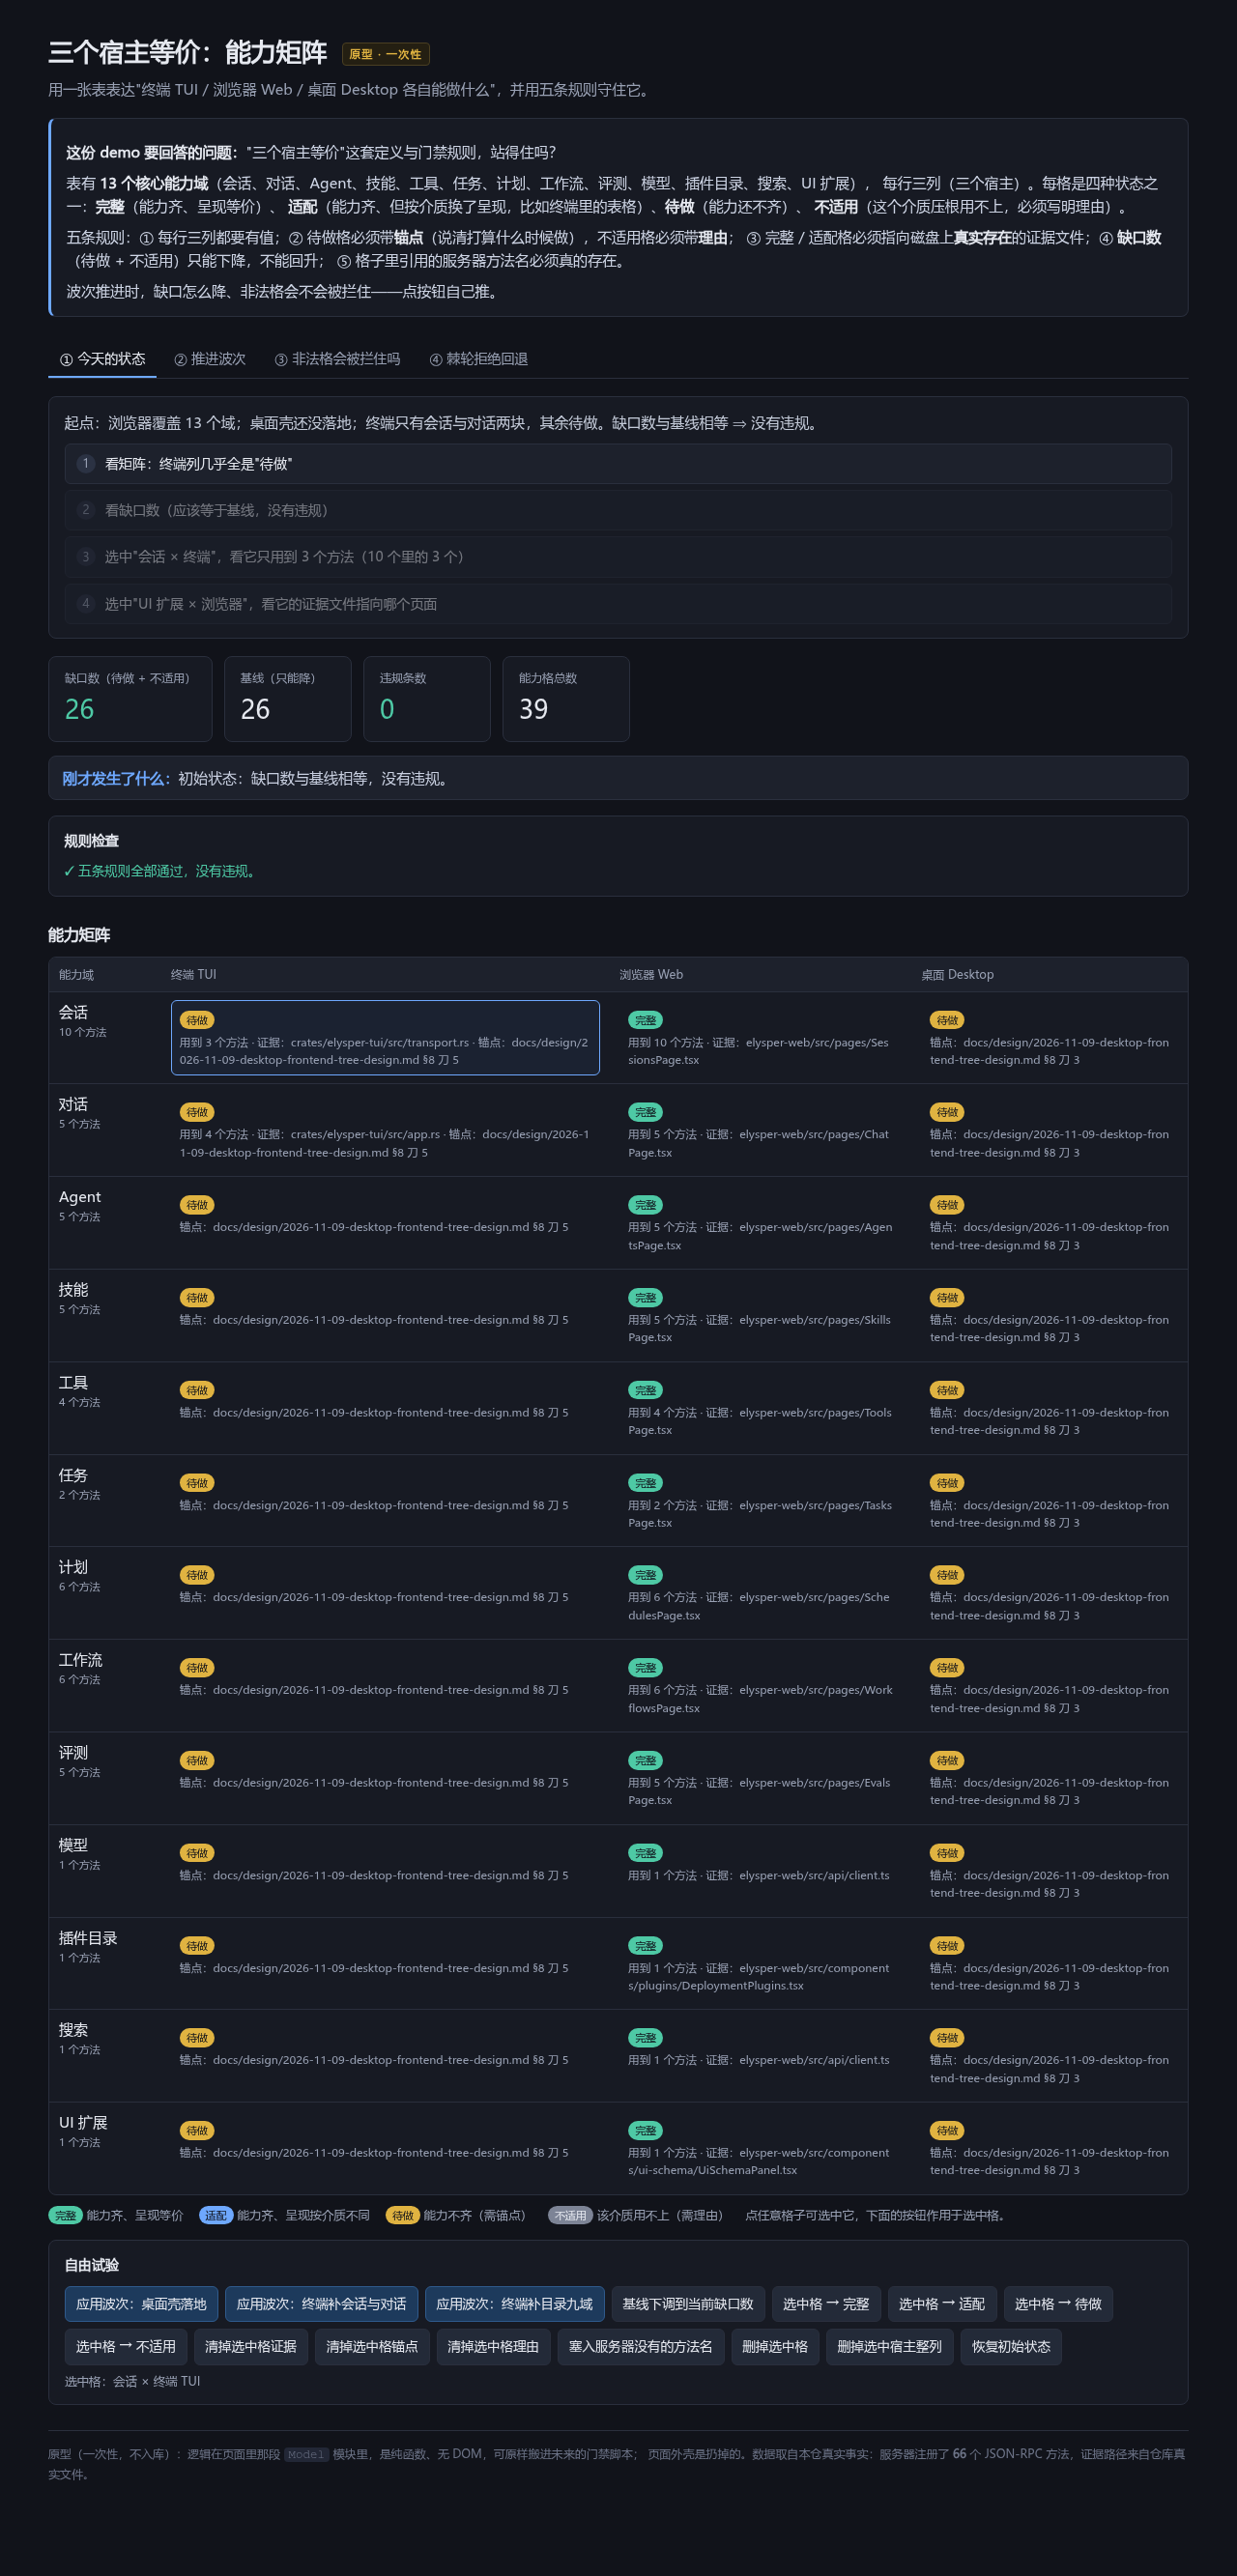 三个宿主等价：能力矩阵 原型 · 一次性
用一张表表达"终端 TUI / 浏览器 Web / 桌面 Desktop 各自能做什么"，并用五条规则守住它。
这份 demo 要回答的问题："三个宿主等价"这套定义与门禁规则，站得住吗？
表有 13 个核心能力域（会话、对话、Agent、技能、工具、任务、计划、工作流、评测、模型、插件目录、搜索、UI 扩展）， 每行三列（三个宿主）。每格是四种状态之
一：完整（能力齐、呈现等价）、 适配（能力齐、但按介质换了呈现，比如终端里的表格）、待做（能力还不齐）、 不适用（这个介质压根用不上，必须写明理由）。
五条规则：① 每行三列都要有值；② 待做格必须带锚点（说清打算什么时候做），不适用格必须带理由； ③ 完整 / 适配格必须指向磁盘上真实存在的证据文件；④ 缺口数
（待做 + 不适用）只能下降，不能回升； ⑤ 格子里引用的服务器方法名必须真的存在。
波次推进时，缺口怎么降、非法格会不会被拦住——点按钮自己推。
① 今天的状态 ② 推进波次 ③ 非法格会被拦住吗 ④ 棘轮拒绝回退
起点：浏览器覆盖 13 个域；桌面壳还没落地；终端只有会话与对话两块，其余待做。缺口数与基线相等 ⇒ 没有违规。
1 看矩阵：终端列几乎全是"待做"
2 看缺口数（应该等于基线，没有违规）
3 选中"会话 × 终端"，看它只用到 3 个方法（10 个里的 3 个）
4 选中"UI 扩展 × 浏览器"，看它的证据文件指向哪个页面
缺口数（待做 + 不适用） 基线（只能降） 违规条数 能力格总数
26 26 0 39
刚才发生了什么：初始状态：缺口数与基线相等，没有违规。
规则检查
✓ 五条规则全部通过，没有违规。
能力矩阵
能力域 终端 TUI 浏览器 Web 桌面 Desktop
会话 待做 完整 待做
10 个方法 用到 3 个方法 · 证据：crates/elysper-tui/src/transport.rs · 锚点：docs/design/2 用到 10 个方法 · 证据：elysper-web/src/pages/Ses 锚点：docs/design/2026-11-09-desktop-fron
026-11-09-desktop-frontend-tree-design.md §8 刀 5 sionsPage.tsx tend-tree-design.md §8 刀 3
对话 待做 完整 待做
5 个方法 用到 4 个方法 · 证据：crates/elysper-tui/src/app.rs · 锚点：docs/design/2026-1 用到 5 个方法 · 证据：elysper-web/src/pages/Chat 锚点：docs/design/2026-11-09-desktop-fron
1-09-desktop-frontend-tree-design.md §8 刀 5 Page.tsx tend-tree-design.md §8 刀 3
Agent 待做 完整 待做
5 个方法 锚点：docs/design/2026-11-09-desktop-frontend-tree-design.md §8 刀 5 用到 5 个方法 · 证据：elysper-web/src/pages/Agen 锚点：docs/design/2026-11-09-desktop-fron
tsPage.tsx tend-tree-design.md §8 刀 3
技能 待做 完整 待做
5 个方法 锚点：docs/design/2026-11-09-desktop-frontend-tree-design.md §8 刀 5 用到 5 个方法 · 证据：elysper-web/src/pages/Skills 锚点：docs/design/2026-11-09-desktop-fron
Page.tsx tend-tree-design.md §8 刀 3
工具 待做 完整 待做
4 个方法 锚点：docs/design/2026-11-09-desktop-frontend-tree-design.md §8 刀 5 用到 4 个方法 · 证据：elysper-web/src/pages/Tools 锚点：docs/design/2026-11-09-desktop-fron
Page.tsx tend-tree-design.md §8 刀 3
任务 待做 完整 待做
2 个方法 锚点：docs/design/2026-11-09-desktop-frontend-tree-design.md §8 刀 5 用到 2 个方法 · 证据：elysper-web/src/pages/Tasks 锚点：docs/design/2026-11-09-desktop-fron
Page.tsx tend-tree-design.md §8 刀 3
计划 待做 完整 待做
6 个方法 锚点：docs/design/2026-11-09-desktop-frontend-tree-design.md §8 刀 5 用到 6 个方法 · 证据：elysper-web/src/pages/Sche 锚点：docs/design/2026-11-09-desktop-fron
dulesPage.tsx tend-tree-design.md §8 刀 3
工作流 待做 完整 待做
6 个方法 锚点：docs/design/2026-11-09-desktop-frontend-tree-design.md §8 刀 5 用到 6 个方法 · 证据：elysper-web/src/pages/Work 锚点：docs/design/2026-11-09-desktop-fron
flowsPage.tsx tend-tree-design.md §8 刀 3
评测 待做 完整 待做
5 个方法 锚点：docs/design/2026-11-09-desktop-frontend-tree-design.md §8 刀 5 用到 5 个方法 · 证据：elysper-web/src/pages/Evals 锚点：docs/design/2026-11-09-desktop-fron
Page.tsx tend-tree-design.md §8 刀 3
模型 待做 完整 待做
1 个方法 锚点：docs/design/2026-11-09-desktop-frontend-tree-design.md §8 刀 5 用到 1 个方法 · 证据：elysper-web/src/api/client.ts 锚点：docs/design/2026-11-09-desktop-fron
tend-tree-design.md §8 刀 3
插件目录 待做 完整 待做
1 个方法 锚点：docs/design/2026-11-09-desktop-frontend-tree-design.md §8 刀 5 用到 1 个方法 · 证据：elysper-web/src/component 锚点：docs/design/2026-11-09-desktop-fron
s/plugins/DeploymentPlugins.tsx tend-tree-design.md §8 刀 3
搜索 待做 完整 待做
1 个方法 锚点：docs/design/2026-11-09-desktop-frontend-tree-design.md §8 刀 5 用到 1 个方法 · 证据：elysper-web/src/api/client.ts 锚点：docs/design/2026-11-09-desktop-fron
tend-tree-design.md §8 刀 3
UI 扩展 待做 完整 待做
1 个方法 锚点：docs/design/2026-11-09-desktop-frontend-tree-design.md §8 刀 5 用到 1 个方法 · 证据：elysper-web/src/component 锚点：docs/design/2026-11-09-desktop-fron
s/ui-schema/UiSchemaPanel.tsx tend-tree-design.md §8 刀 3
完整 能力齐、呈现等价 适配 能力齐、呈现按介质不同 待做 能力不齐（需锚点） 不适用 该介质用不上（需理由） 点任意格子可选中它，下面的按钮作用于选中格。
自由试验
应用波次：桌面壳落地 应用波次：终端补会话与对话 应用波次：终端补目录九域 基线下调到当前缺口数 选中格 → 完整 选中格 → 适配 选中格 → 待做
选中格 → 不适用 清掉选中格证据 清掉选中格锚点 清掉选中格理由 塞入服务器没有的方法名 删掉选中格 删掉选中宿主整列 恢复初始状态
选中格：会话 × 终端 TUI
原型（一次性，不入库）：逻辑在页面里那段 Model 模块里，是纯函数、无 DOM，可原样搬进未来的门禁脚本； 页面外壳是扔掉的。数据取自本仓真实事实：服务器注册了 66 个 JSON-RPC 方法，证据路径来自仓库真
实文件。